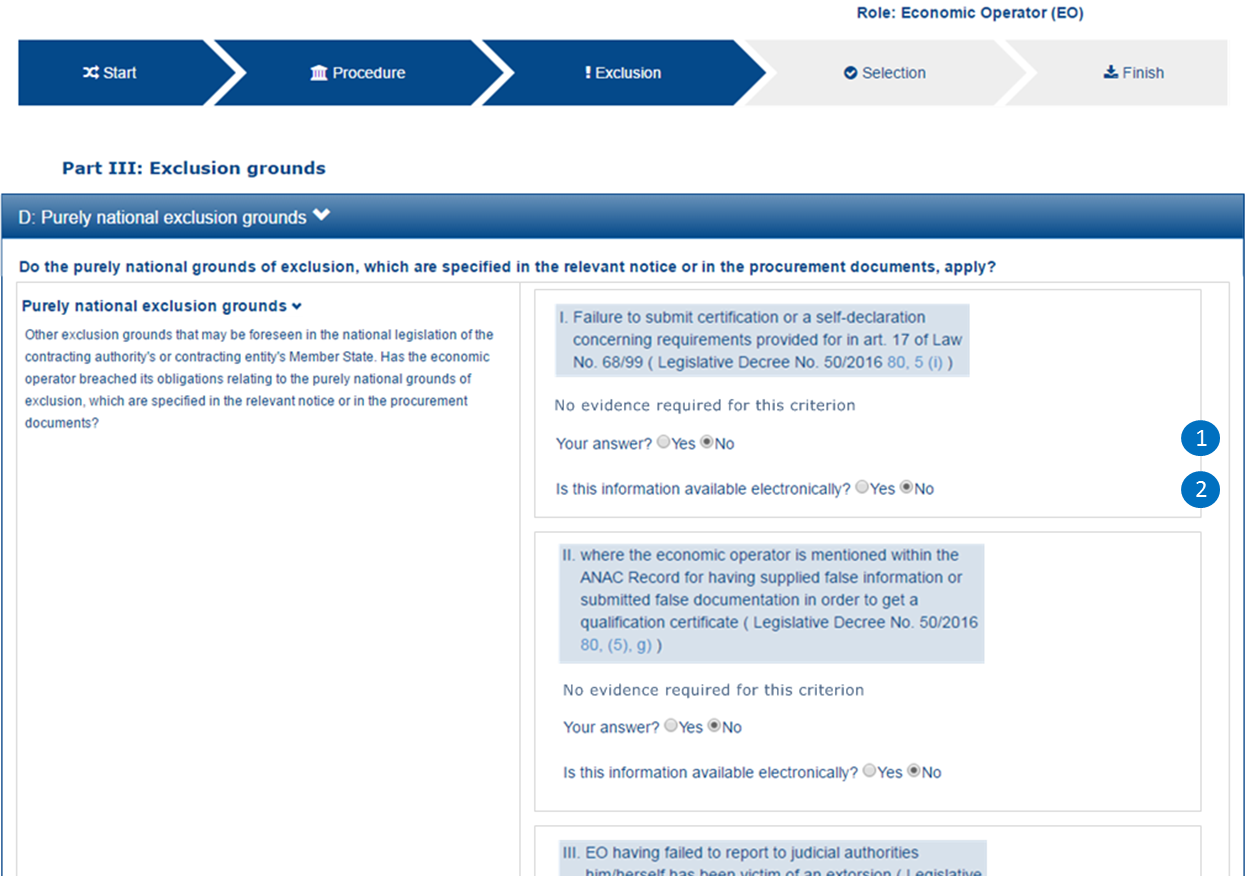 Role: Economic Operator (EO)
Start
Procedure
! Exclusion
Selection
Finish
Part III: Exclusion grounds
D: Purely national exclusion grounds
Do the purely national grounds of exclusion, which are specified in the relevant notice or in the procurement documents, apply?
Purely national exclusion grounds
Other exclusion grounds that may be foreseen in the national legislation of the
contracting authority's or contracting entity's Member State. Has the economic
operator breached its obligations relating to the purely national grounds of
exclusion, which are specified in the relevant notice or in the procurement
documents?
I. Failure to submit certification or a self-declaration
concerning requirements provided for in art. 17 of Law
No. 68/99 ( Legislative Decree No. 50/2016 80, 5 (i) )
No evidence required for this criterion
Your answer? Yes No
1
Is this information available electronically? Yes No
2
II. where the economic operator is mentioned within the
ANAC Record for having supplied false information or
submitted false documentation in order to get a
qualification certificate ( Legislative Decree No. 50/2016
80, (5), g) )
No evidence required for this criterion
Your answer? Yes No
Is this information available electronically? Yes No
III. EO having failed to report to judicial authorities
him/herself has been victim of an extorsion ( Legislative